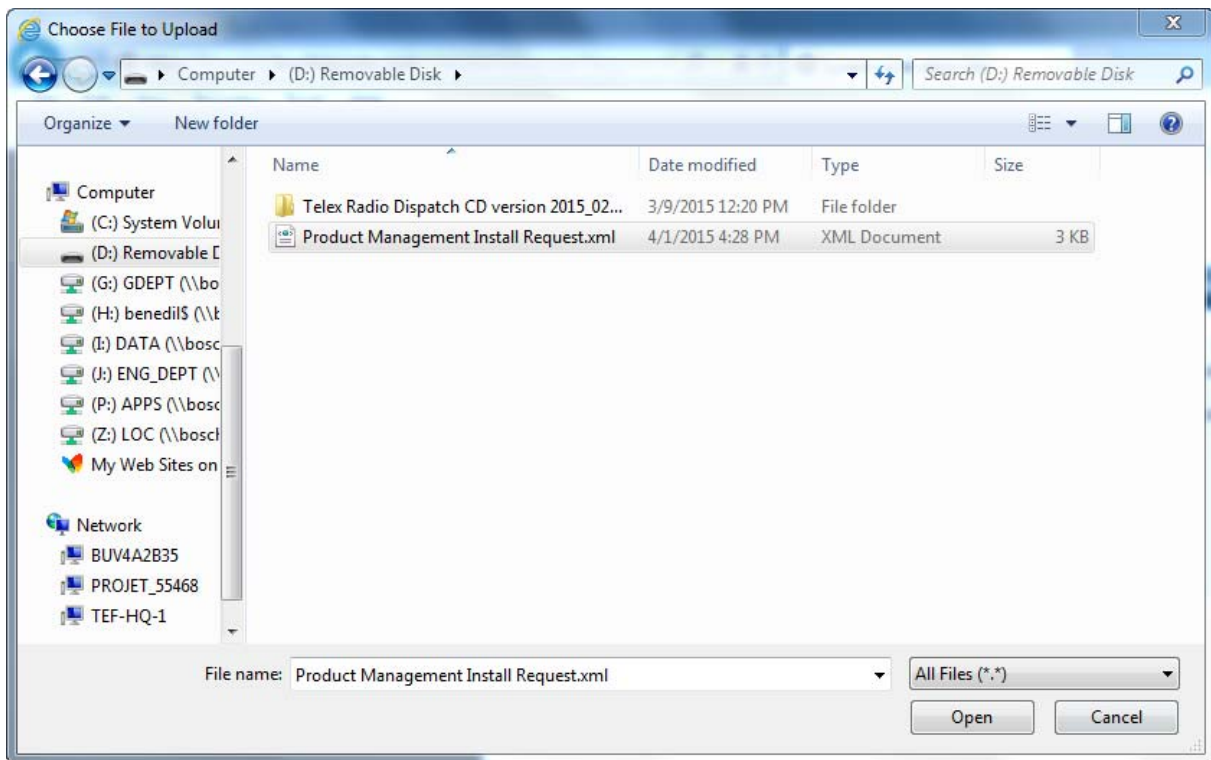 Choose File to Upload
Computer (D:) Removable Disk
Search (D:) Removable Disk
Organize New folder
Name Date modified Type Size
Computer
(C:) System Volu
(D:) Removable D
(G:) GDEPT (\\bo
(H:) benedil$ (\\b
(I:) DATA (\\bosc
(J:) ENG_DEPT (\\
(P:) APPS (\\bosc
(Z:) LOC (\\bosch
My Web Sites on
Network
BUV4A2B35
PROJET_55468
TEF-HQ-1
Telex Radio Dispatch CD version 2015_02... 3/9/2015 12:20 PM File folder
Product Management Install Request.xml 4/1/2015 4:28 PM XML Document 3 KB
File name: Product Management Install Request.xml All Files (*.*)
Open Cancel